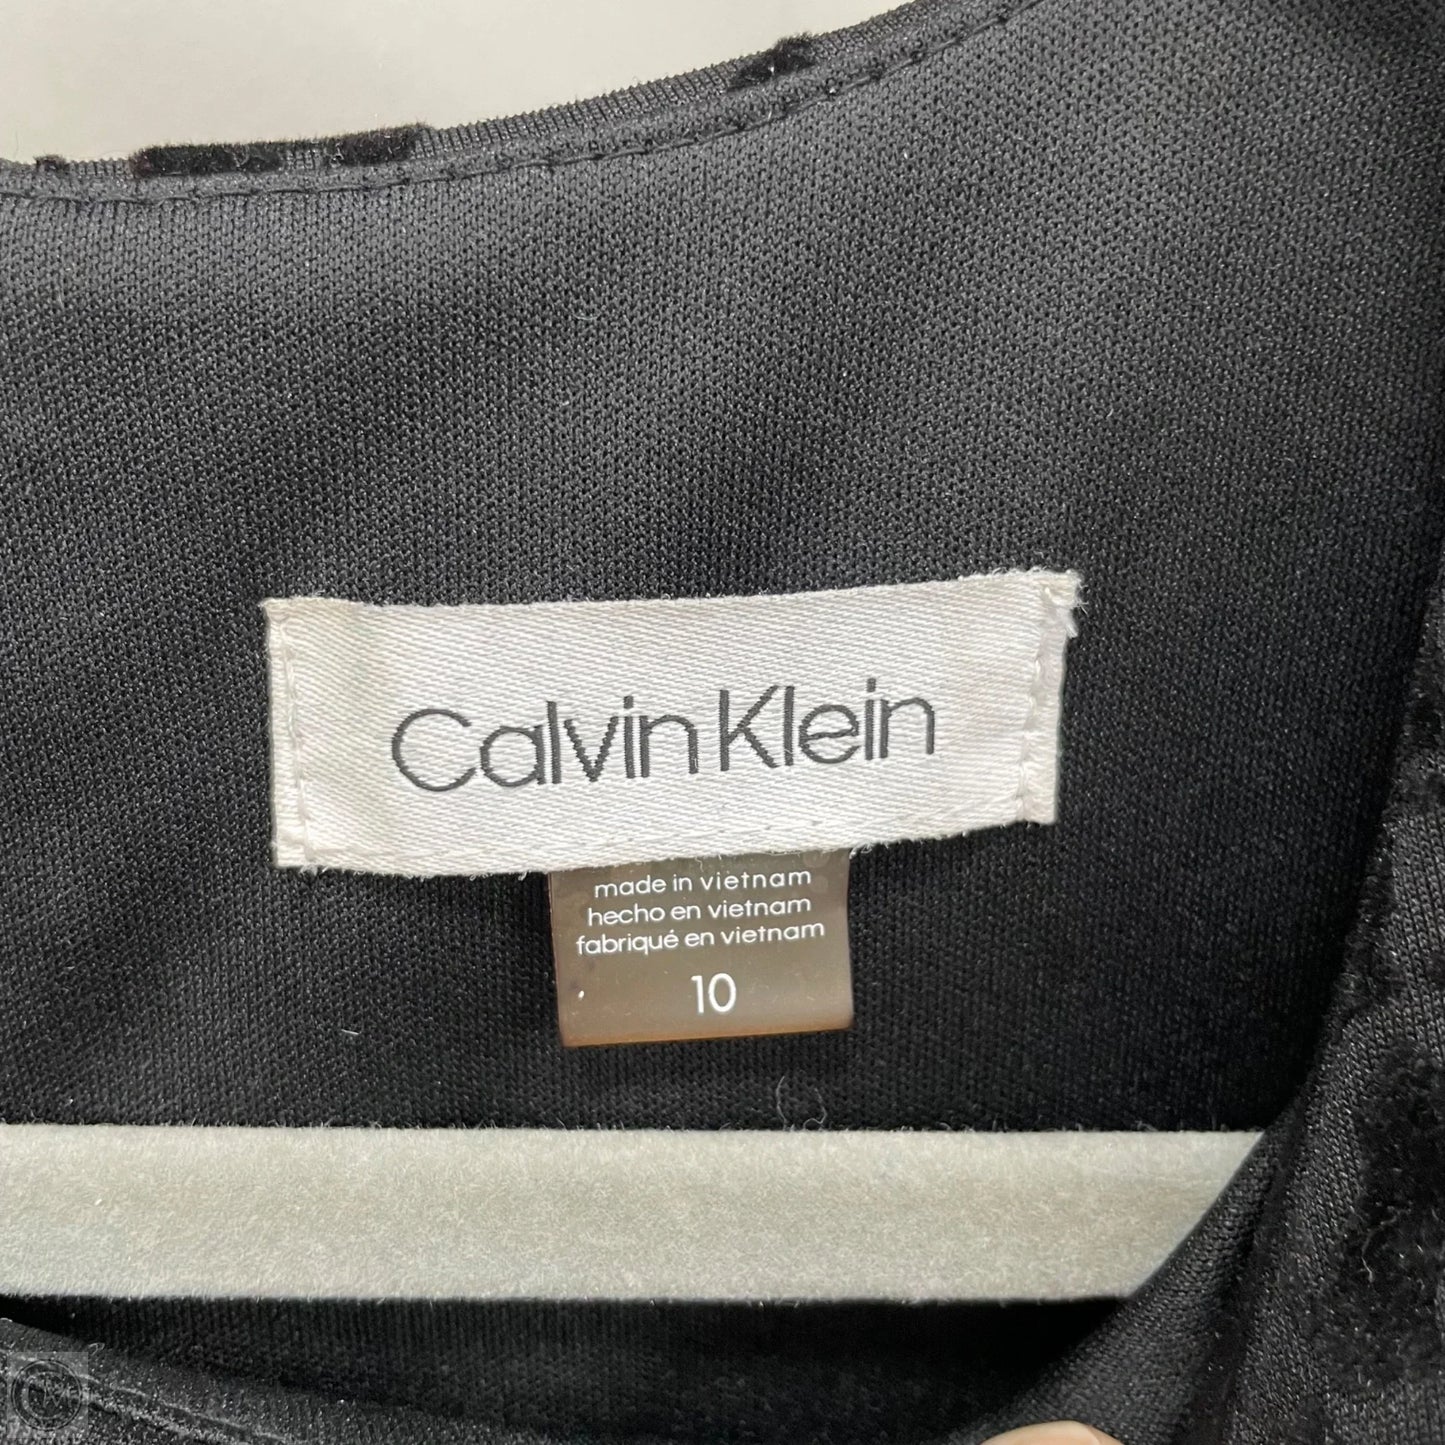 Calvin Klein
made in vietnam
hecho en vietnam
fabriqué en vietnam
10